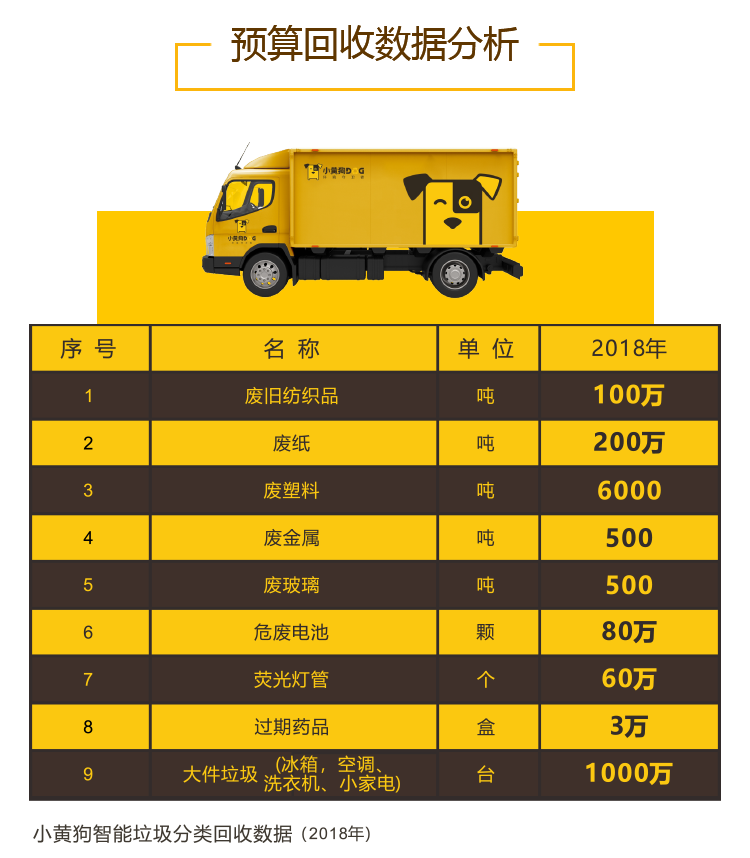 预算回收数据分析
小黄狗DOG
小黄狗DOG
序 号 名 称 单 位 2018年
1 废旧纺织品 吨 100万
2 废纸 吨 200万
3 废塑料 吨 6000
4 废金属 吨 500
5 废玻璃 吨 500
6 危废电池 颗 80万
7 荧光灯管 个 60万
8 过期药品 盒 3万
9 大件垃圾 (冰箱，空调、
洗衣机、小家电) 台 1000万
小黄狗智能垃圾分类回收数据（2018年）